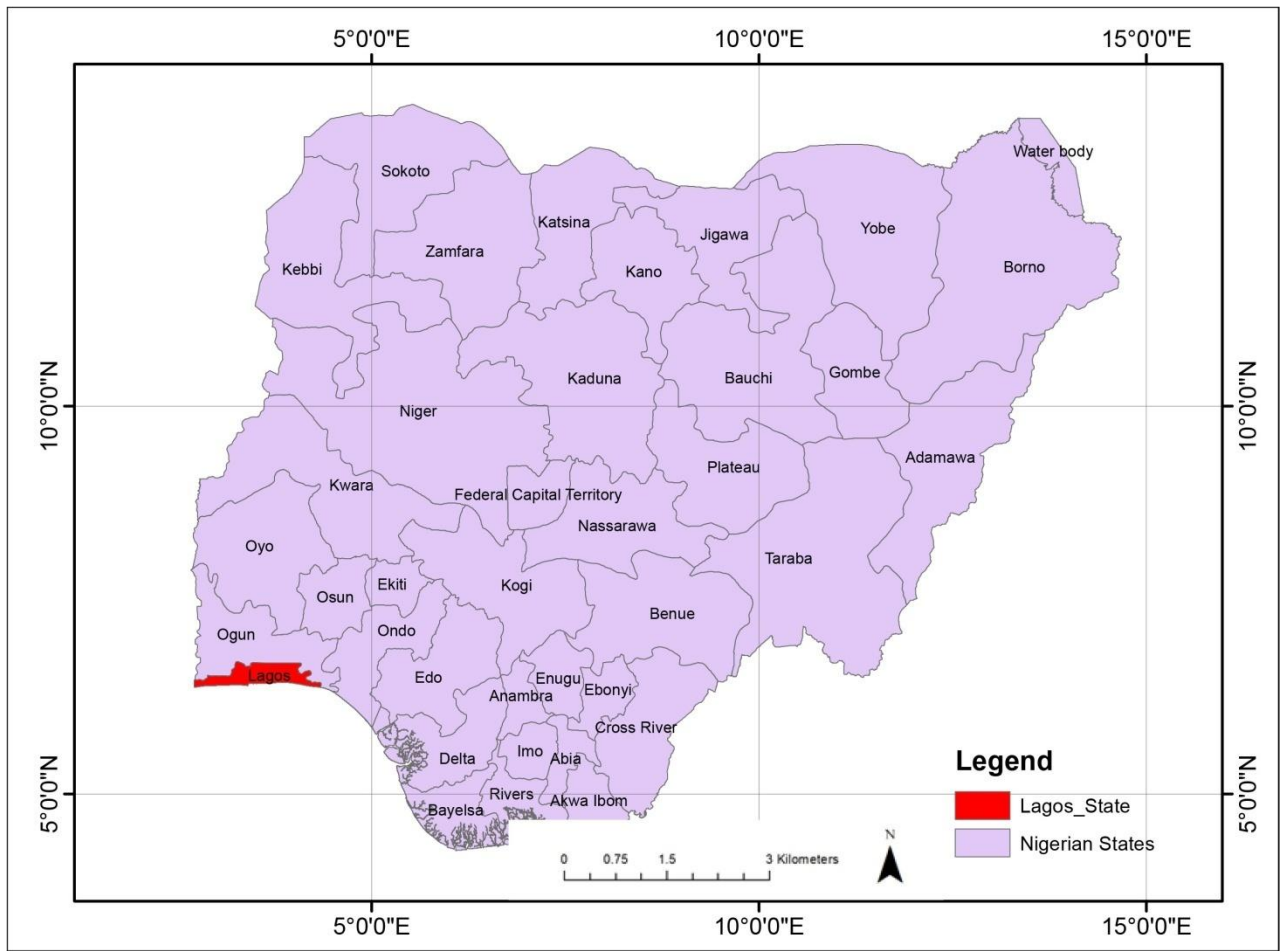 5°0'0"E
10°0'0"E
15°0'0"E
Water body
Sokoto
Katsina
Jigawa
Yobe
Zamfara
Kebbi
Kano
Borno
10°0'0"N
10°0'0"N
Kaduna
Bauchi
Gombe
Niger
Adamawa
Plateau
Kwara
Federal Capital Territory
Nassarawa
Oyo
Taraba
Osun
Ekiti
Kogi
Benue
Ogun
Ondo
Lagos
Edo
Enugu
Anambra
Ebonyi
Cross River
Delta
Imo
Abia
5°0'0"N
5°0'0"N
Bayelsa
Rivers
Akwa Ibom
Legend
Lagos_State
Nigerian States
N
0 0.75 1.5 3 Kilometers
5°0'0"E
10°0'0"E
15°0'0"E